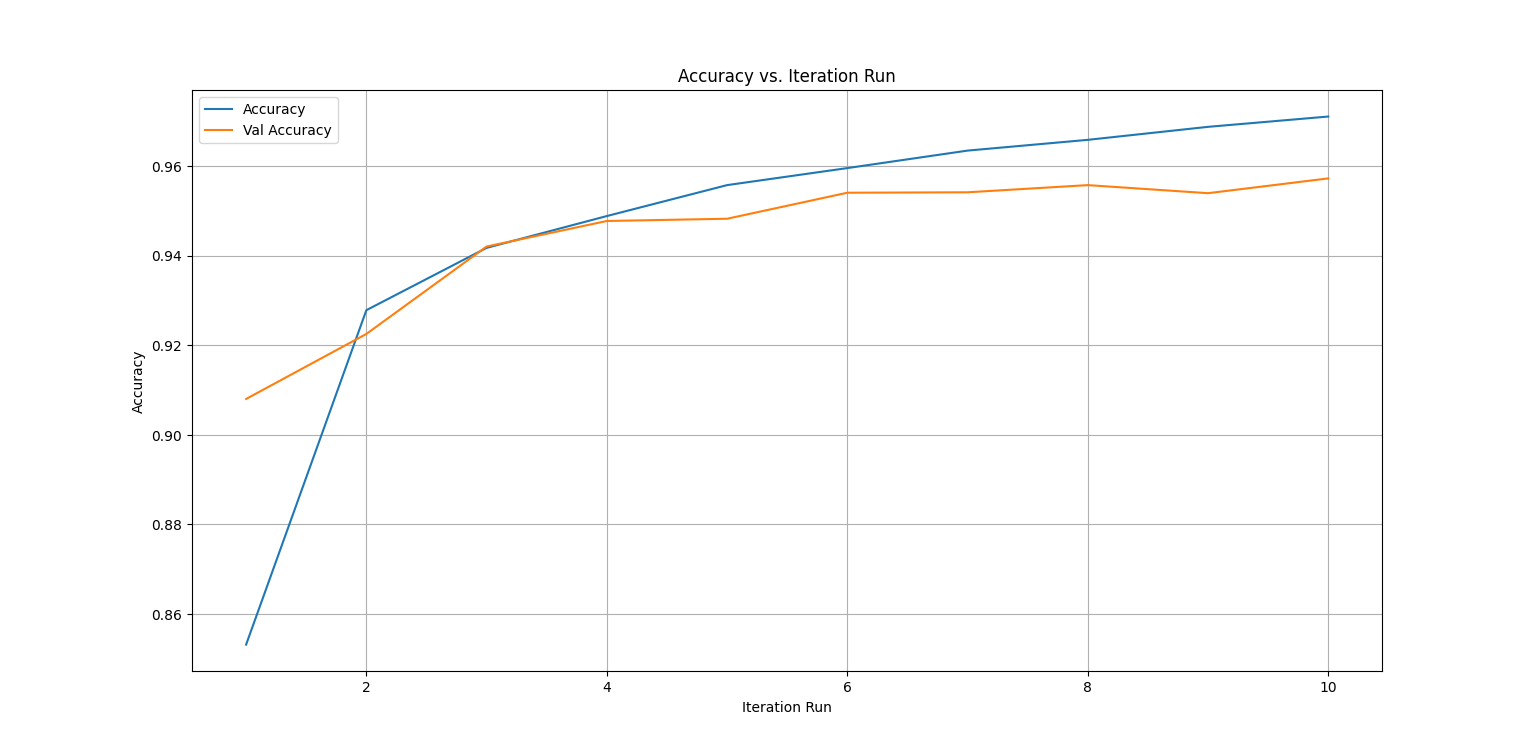 Accuracy vs. Iteration Run
Accuracy
Val Accuracy
0.96
0.94
0.92
0.90
0.88
0.86
Accuracy
2 4 6 8 10
Iteration Run